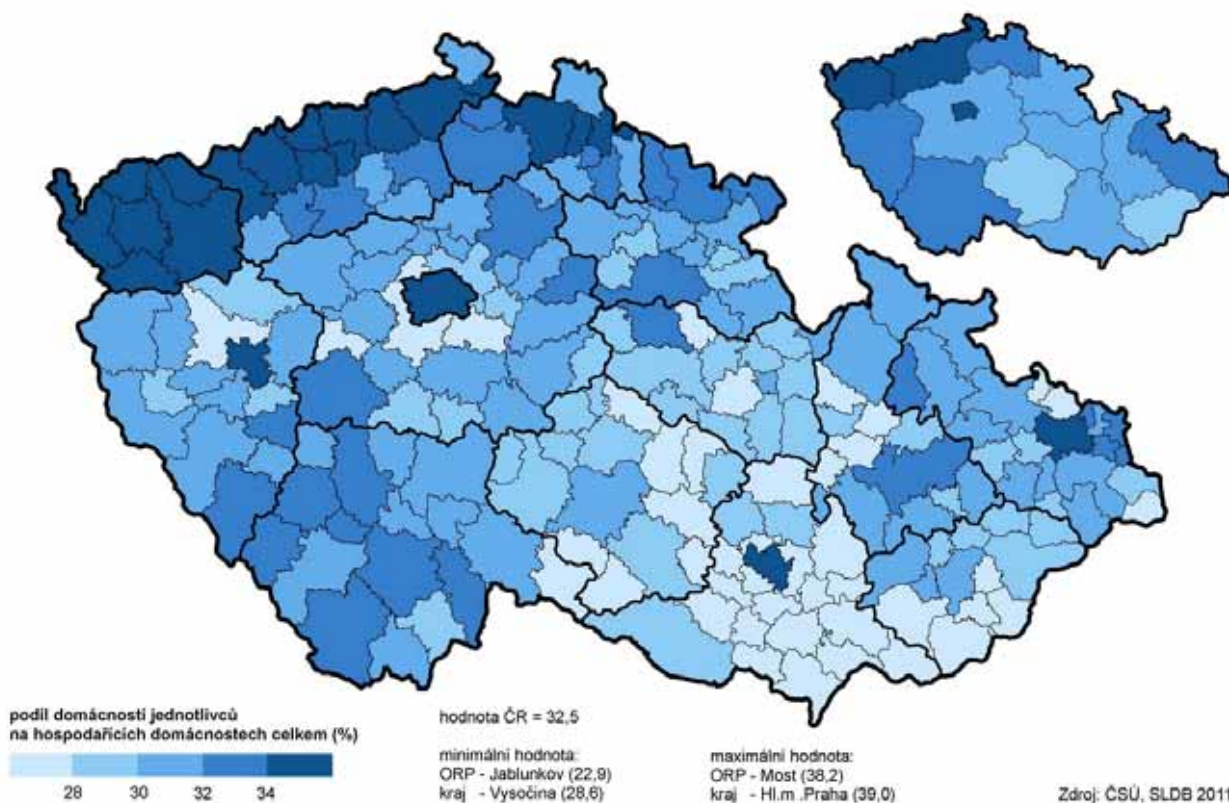 podíl domácností jednotlivců
na hospodařících domácnostech celkem (%)
28 30 32 34
hodnota ČR = 32,5
minimální hodnota:
ORP - Jablunkov (22,9)
kraj - Vysočina (28,6)
maximální hodnota:
ORP - Most (38,2)
kraj - Hl.m .Praha (39,0)
Zdroj: ČSÚ, SLDB 2011